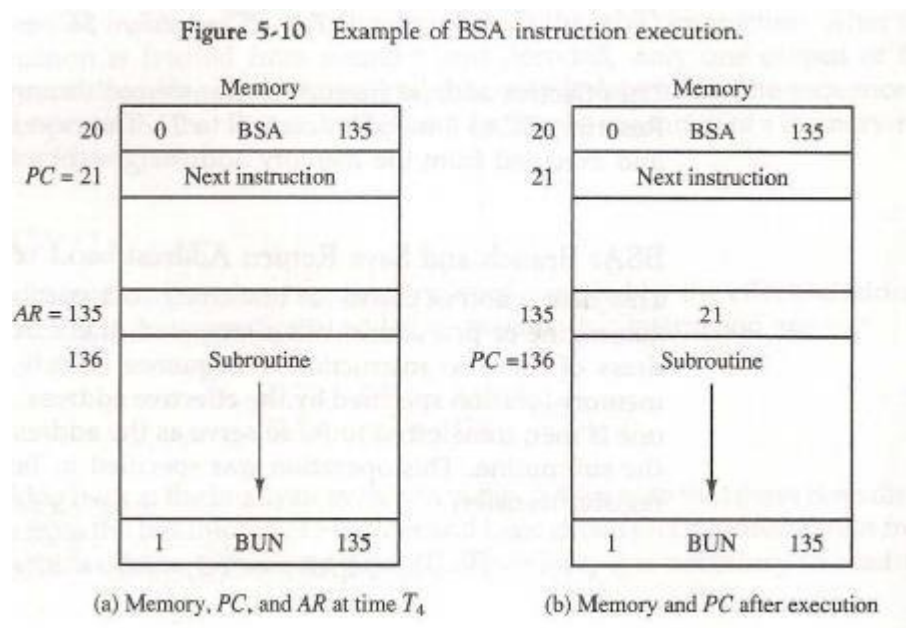 Figure 5-10 Example of BSA instruction execution.
Memory
20 0 BSA 135
PC = 21 Next instruction
AR = 135
136 Subroutine
1 BUN 135
(a) Memory, PC, and AR at time T4
Memory
20 0 BSA 135
21 Next instruction
135 21
PC =136 Subroutine
1 BUN 135
(b) Memory and PC after execution